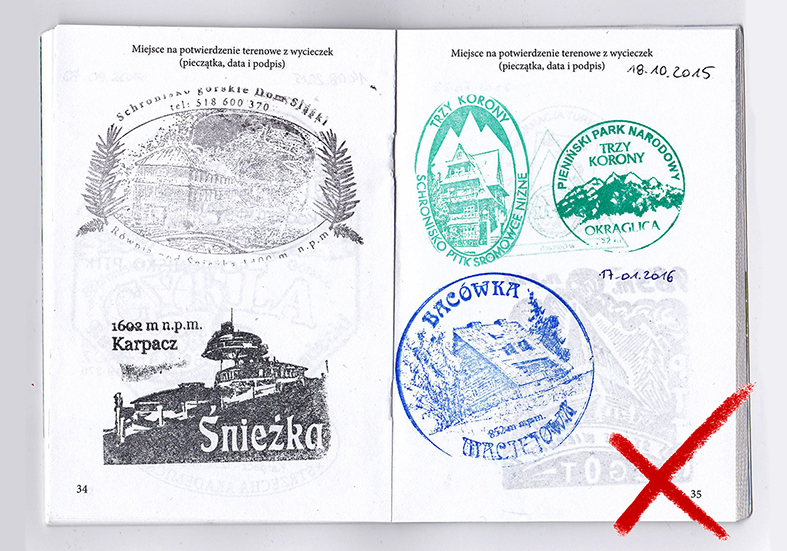 Miejsce na potwierdzenie terenowe z wycieczek
(pieczątka, data i podpis)
Schronisko górskie Dom Śląski
tel: 518 600 370
Równia pod Śnieżką 1400 m n.p.m
1602 m n.p.m.
Karpacz
Śnieżka
34
Miejsce na potwierdzenie terenowe z wycieczek
(pieczątka, data i podpis)
18.10.2015
TRZY KORONY
SCHRONISKO PTTK SROMOWCE NIŻNE
PIENIŃSKI PARK NARODOWY
TRZY
KORONY
OKRĄGLICA
17.01.2016
BACÓWKA
852 m n.p.m.
MACIEJOWA
35